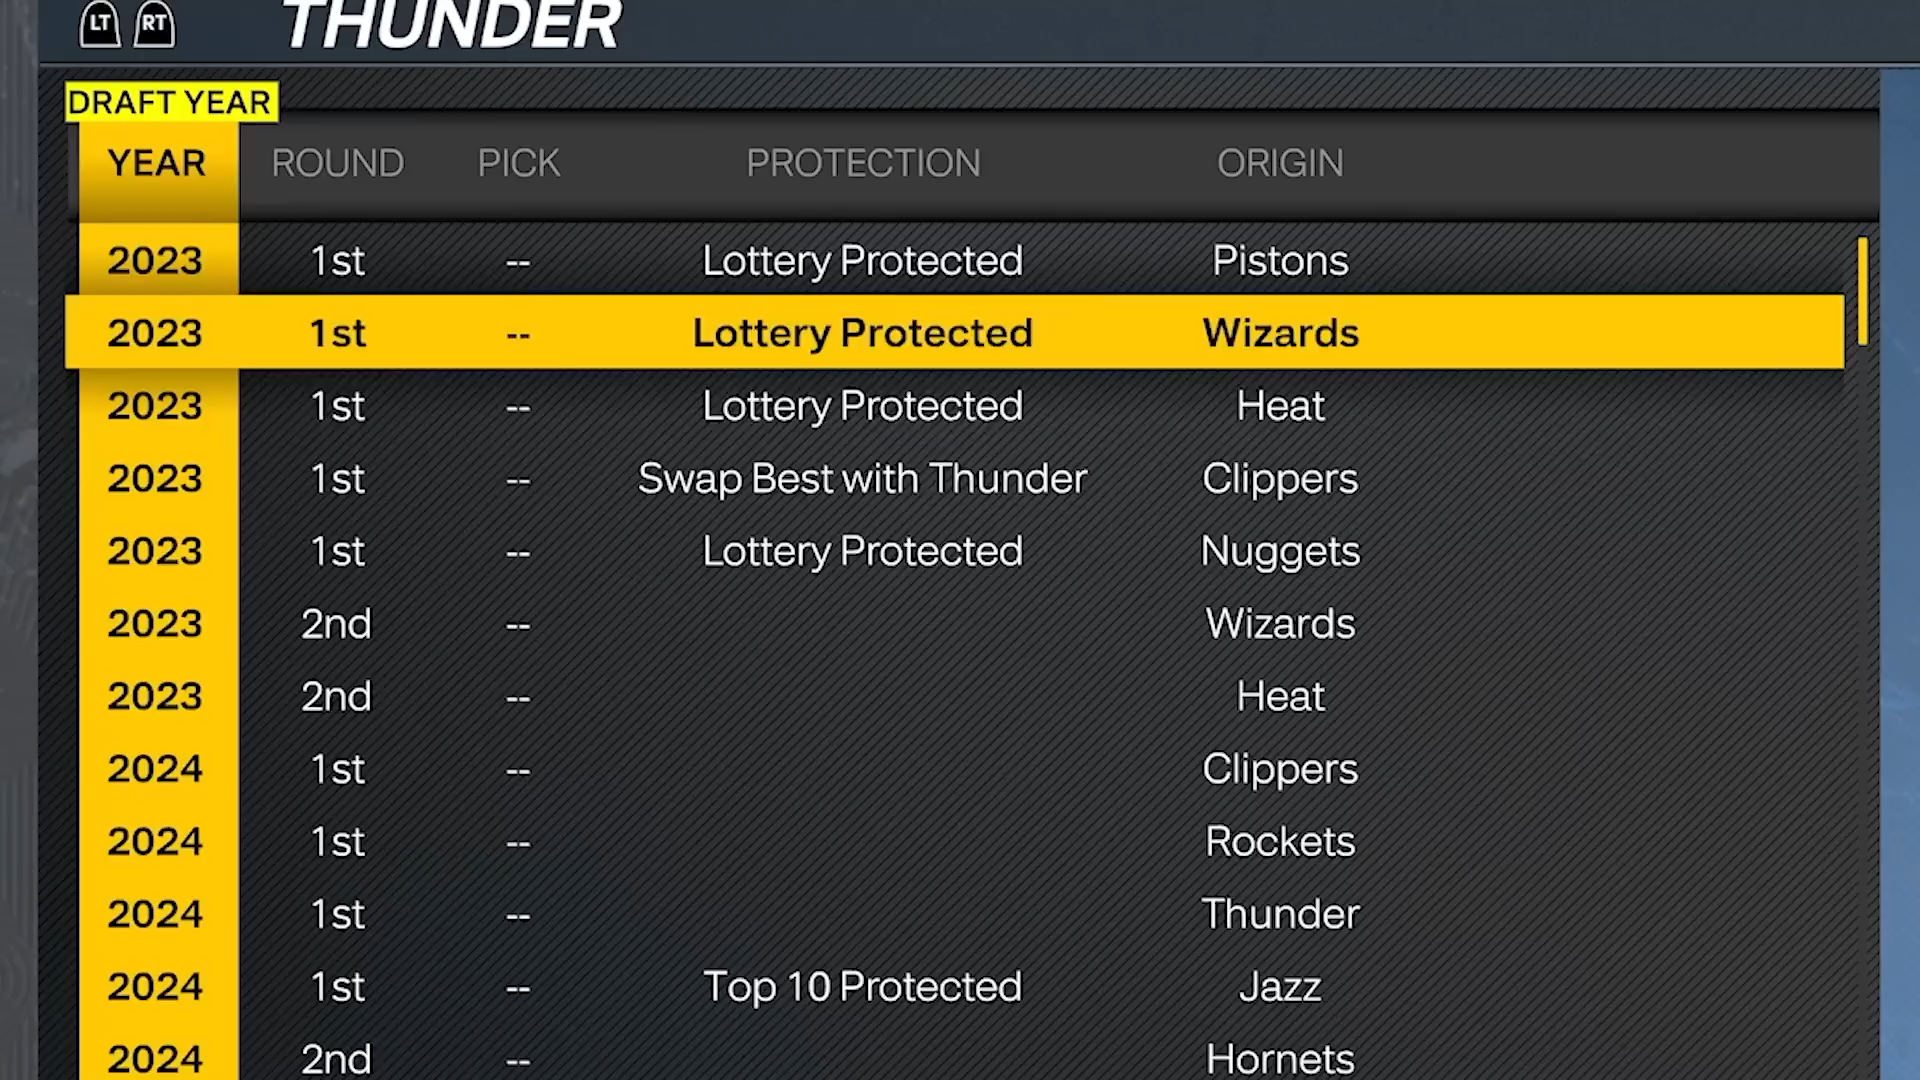 LT RT THUNDER
DRAFT YEAR
YEAR ROUND PICK PROTECTION ORIGIN
2023 1st -- Lottery Protected Pistons
2023 1st -- Lottery Protected Wizards
2023 1st -- Lottery Protected Heat
2023 1st -- Swap Best with Thunder Clippers
2023 1st -- Lottery Protected Nuggets
2023 2nd -- Wizards
2023 2nd -- Heat
2024 1st -- Clippers
2024 1st -- Rockets
2024 1st -- Thunder
2024 1st -- Top 10 Protected Jazz
2024 2nd -- Hornets